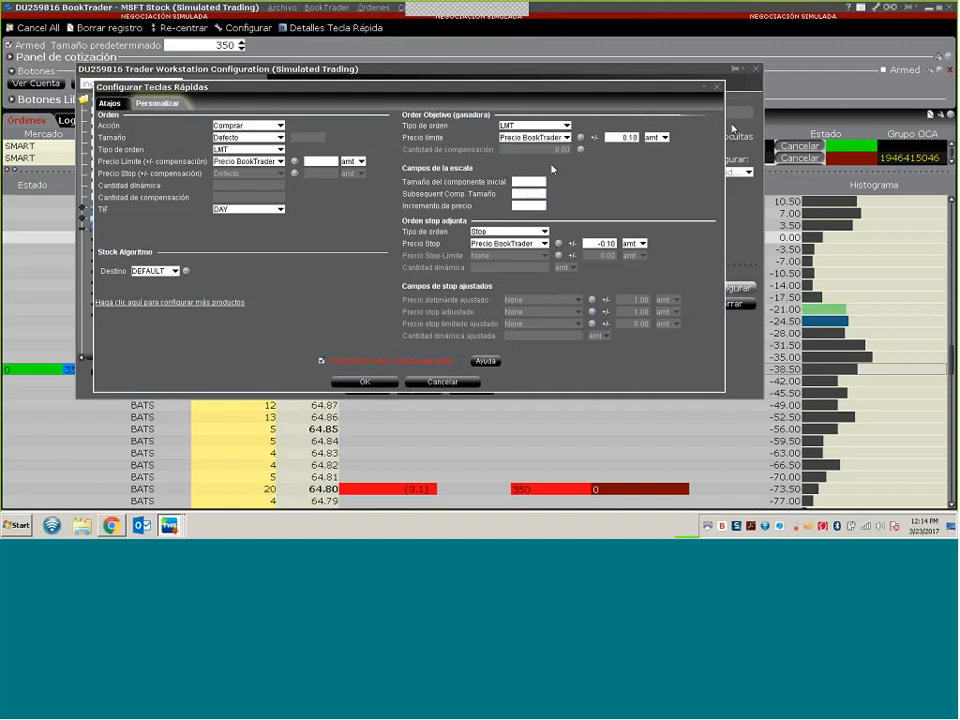 DU259816 BookTrader - MSFT Stock (Simulated Trading) Archivo BookTrader Órdenes
NEGOCIACIÓN SIMULADA NEGOCIACIÓN SIMULADA NEGOCIACIÓN SIMULADA
Cancel All Borrar registro Re-centrar Configurar Detalles Tecla Rápida
Armed Tamaño predeterminado 350
Panel de cotización
Botones
Armed
Ver Cuenta
Botones Li
DU259816 Trader Workstation Configuration (Simulated Trading)
Configurar Teclas Rápidas
Atajos Personalizar
Órdenes Log
Mercado Estado Grupo OCA
SMART Cancelar
SMART Cancelar 1946415046
Estado Histograma
Orden
Acción Comprar
Tamaño Defecto
Tipo de orden LMT
Precio Límite (+/- compensación) Precio BookTrader amt
Precio Stop (+/- compensación) Defecto amt
Cantidad dinámica
Cantidad de compensación
TIF DAY
Stock Algoritmo
Destino DEFAULT
Haga clic aquí para configurar más productos
Order Objetivo (ganadora)
Tipo de orden LMT
Precio límite Precio BookTrader +/- 0.10 amt
Cantidad de compensación 0.00
Campos de la escala
Tamaño del componente inicial
Subsequent Comp. Tamaño
Incremento de precio
Orden stop adjunta
Tipo de orden Stop
Precio Stop Precio BookTrader +/- -0.10 amt
Precio Stop-Límite None +/- 0.00 amt
Cantidad dinámica amt
Campos de stop ajustados
Precio detonante ajustado None +/- 1.00 amt
Precio stop ajustado None +/- 1.00 amt
Precio stop limitado ajustado None +/- 0.00 amt
Cantidad dinámica ajustada amt
Ayuda
OK Cancelar
ocultas
gurar:
gurar
rar
10.50
7.00
3.50
0.00
-3.50
-7.00
-10.50
-14.00
-17.50
-21.00
-24.50
-28.00
-31.50
-35.00
0 35 -38.50
-42.00
-45.50
BATS 12 64.87 -49.00
BATS 13 64.86 -52.50
BATS 5 64.85 -56.00
BATS 5 64.84 -59.50
BATS 4 64.83 -63.00
BATS 4 64.82 -66.50
BATS 5 64.81 -70.00
BATS 20 64.80 (9.1) 350 0 -73.50
BATS 4 64.79 -77.00
Start TWS 12:14 PM
3/23/2017